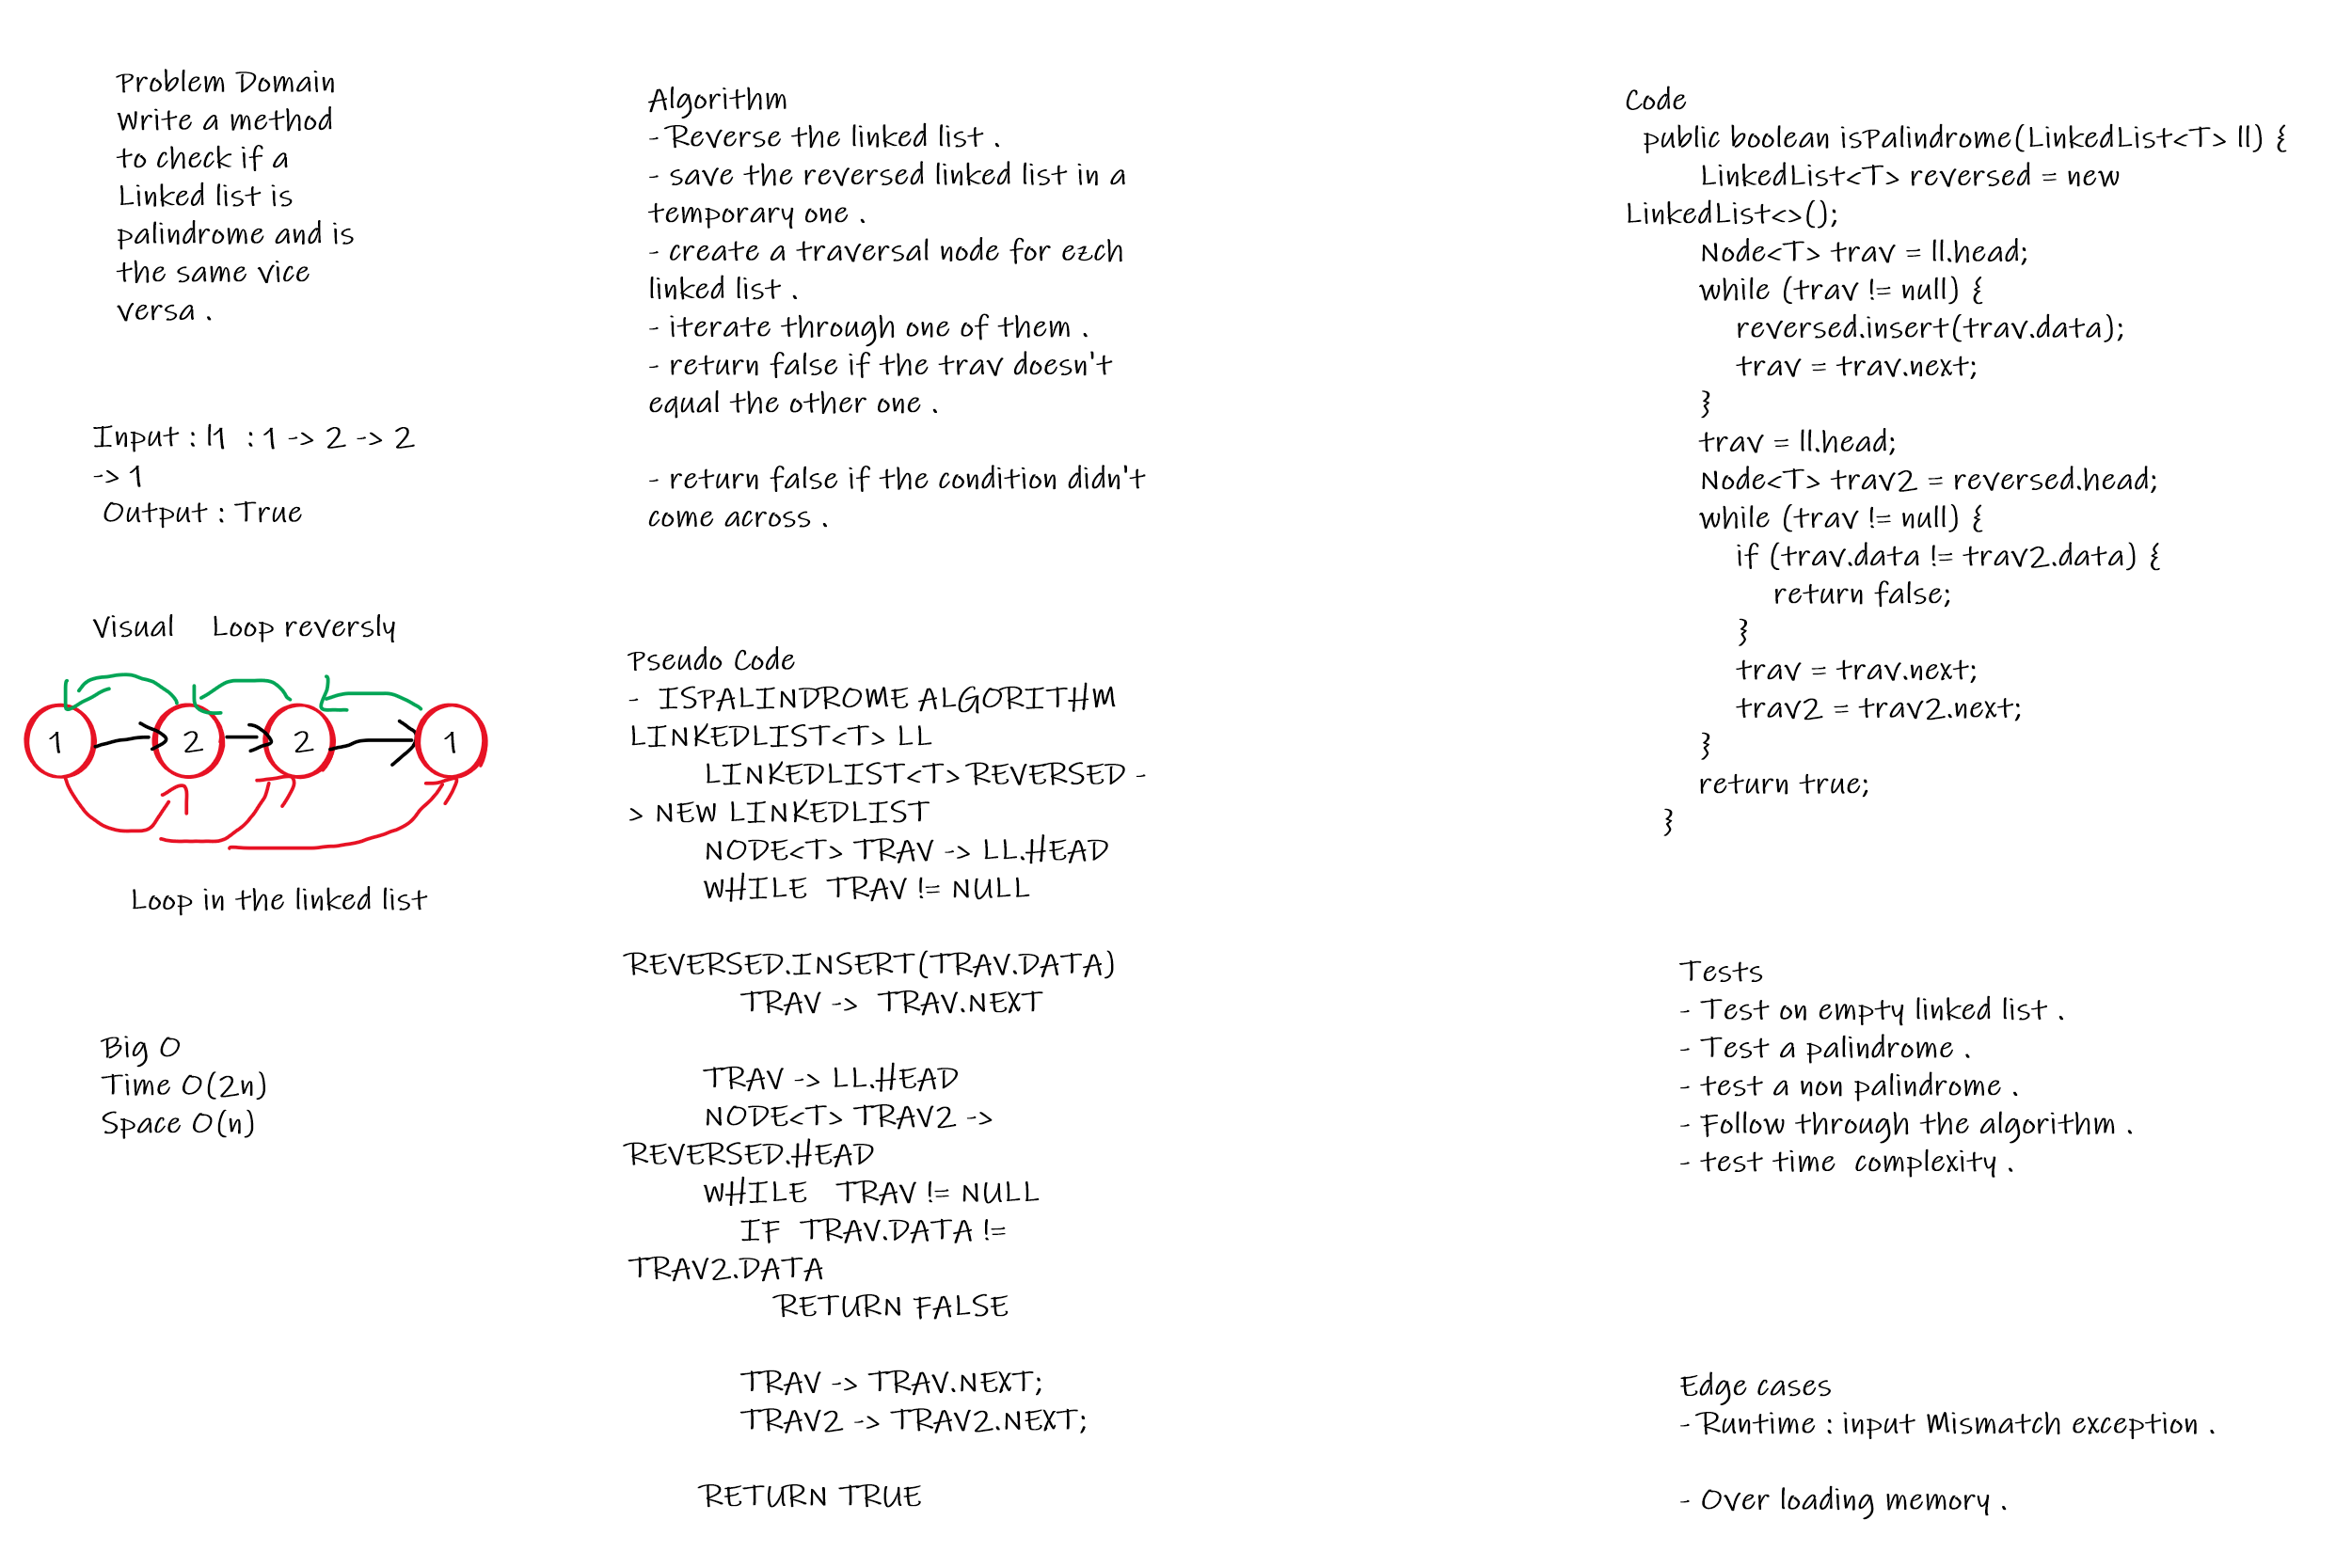 Problem Domain
Write a method
to check if a
Linked list is
palindrome and is
the same vice
versa .
Input : l1 : 1 -> 2 -> 2
-> 1
Output : True
Visual Loop reversly
1 2 2 1
Loop in the linked list
Big O
Time O(2n)
Space O(n)
Algorithm
- Reverse the linked list .
- save the reversed linked list in a
temporary one .
- create a traversal node for ezch
linked list .
- iterate through one of them .
- return false if the trav doesn't
equal the other one .
- return false if the condition didn't
come across .
Pseudo Code
- ISPALINDROME ALGORITHM
LINKEDLIST<T> LL
LINKEDLIST<T> REVERSED -
> NEW LINKEDLIST
NODE<T> TRAV -> LL.HEAD
WHILE TRAV != NULL
REVERSED.INSERT(TRAV.DATA)
TRAV -> TRAV.NEXT
TRAV -> LL.HEAD
NODE<T> TRAV2 ->
REVERSED.HEAD
WHILE TRAV != NULL
IF TRAV.DATA !=
TRAV2.DATA
RETURN FALSE
TRAV -> TRAV.NEXT;
TRAV2 -> TRAV2.NEXT;
RETURN TRUE
Code
public boolean isPalindrome(LinkedList<T> ll) {
LinkedList<T> reversed = new
LinkedList<>();
Node<T> trav = ll.head;
while (trav != null) {
reversed.insert(trav.data);
trav = trav.next;
}
trav = ll.head;
Node<T> trav2 = reversed.head;
while (trav != null) {
if (trav.data != trav2.data) {
return false;
}
trav = trav.next;
trav2 = trav2.next;
}
return true;
}
Tests
- Test on empty linked list .
- Test a palindrome .
- test a non palindrome .
- Follow through the algorithm .
- test time complexity .
Edge cases
- Runtime : input Mismatch exception .
- Over loading memory .